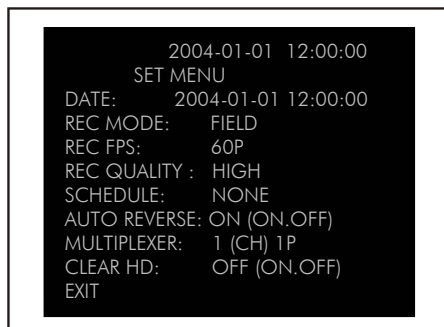 2004-01-01 12:00:00
SET MENU
DATE: 2004-01-01 12:00:00
REC MODE: FIELD
REC FPS: 60P
REC QUALITY : HIGH
SCHEDULE: NONE
AUTO REVERSE: ON (ON.OFF)
MULTIPLEXER: 1 (CH) 1P
CLEAR HD: OFF (ON.OFF)
EXIT